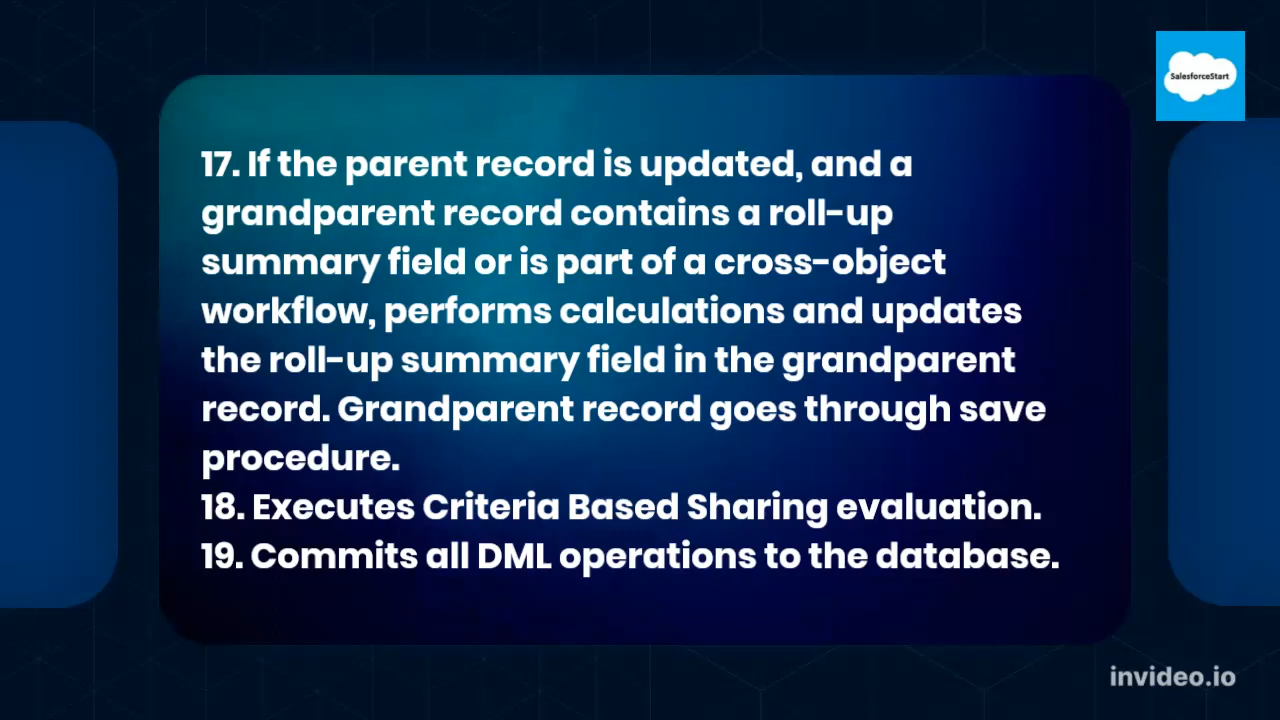 SalesforceStart
17. If the parent record is updated, and a
grandparent record contains a roll-up
summary field or is part of a cross-object
workflow, performs calculations and updates
the roll-up summary field in the grandparent
record. Grandparent record goes through save
procedure.
18. Executes Criteria Based Sharing evaluation.
19. Commits all DML operations to the database.
invideo.io